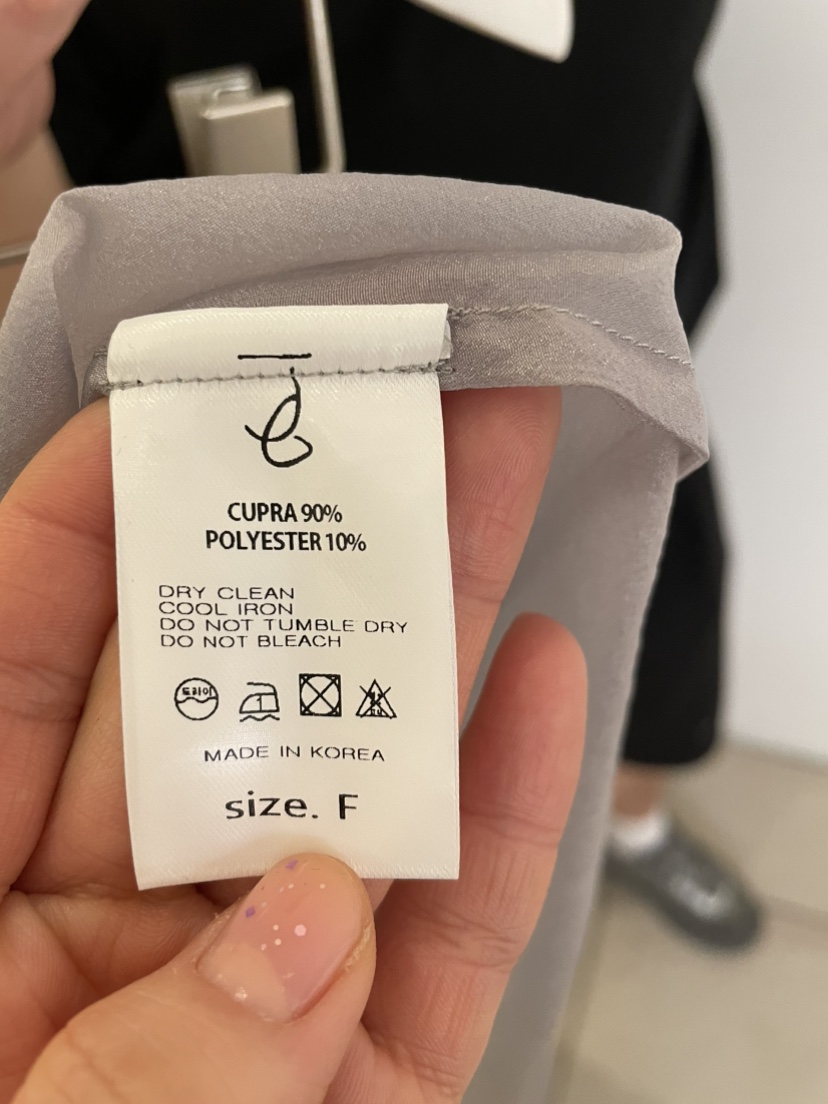 CUPRA 90%
POLYESTER 10%
DRY CLEAN
COOL IRON
DO NOT TUMBLE DRY
DO NOT BLEACH
드라이 1
MADE IN KOREA
size. F